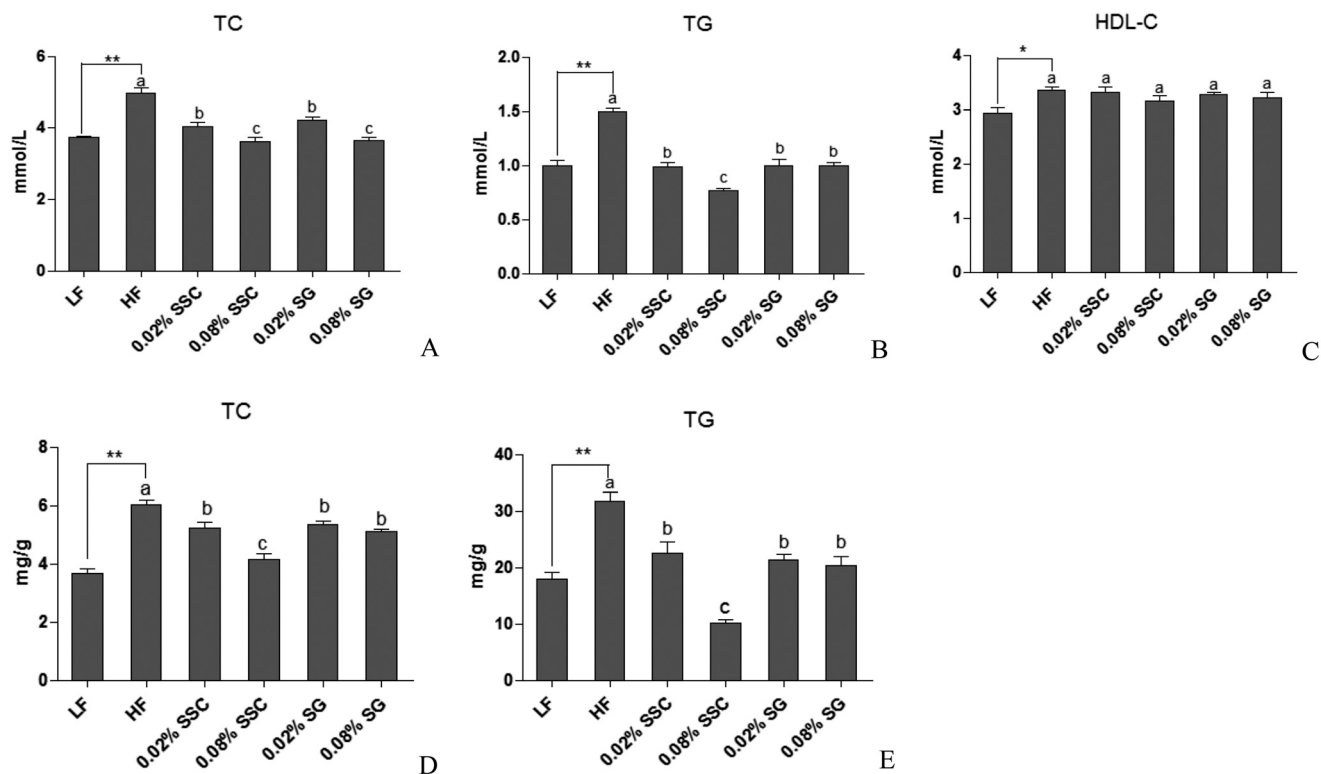 TC
mmol/L
6
4
2
0
**
a
b
c
b
c
LF
HF
0.02% SSC
0.08% SSC
0.02% SG
0.08% SG
A
TG
mmol/L
2.0
1.5
1.0
0.5
0.0
**
a
b
c
b
b
LF
HF
0.02% SSC
0.08% SSC
0.02% SG
0.08% SG
B
HDL-C
mmol/L
4
3
2
1
0
*
a
a
a
a
a
LF
HF
0.02% SSC
0.08% SSC
0.02% SG
0.08% SG
C
TC
mg/g
8
6
4
2
0
**
a
b
c
b
b
LF
HF
0.02% SSC
0.08% SSC
0.02% SG
0.08% SG
D
TG
mg/g
40
30
20
10
0
**
a
b
c
b
b
LF
HF
0.02% SSC
0.08% SSC
0.02% SG
0.08% SG
E